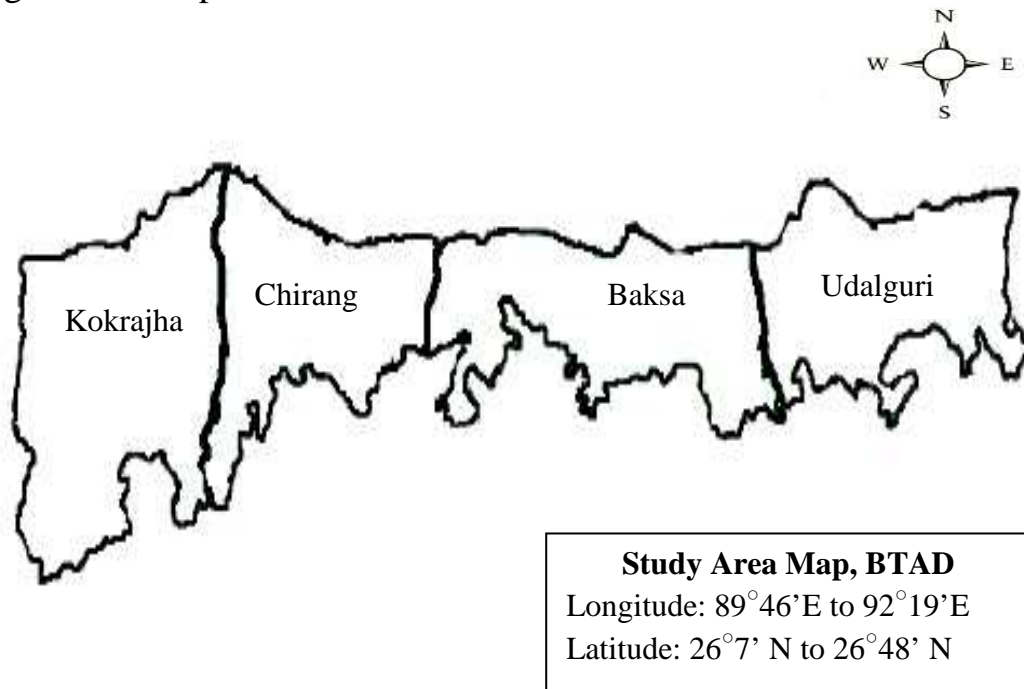 N
W E
S
Kokrajha
Chirang
Baksa
Udalguri
Study Area Map, BTAD
Longitude: 89°46’E to 92°19’E
Latitude: 26°7’ N to 26°48’ N